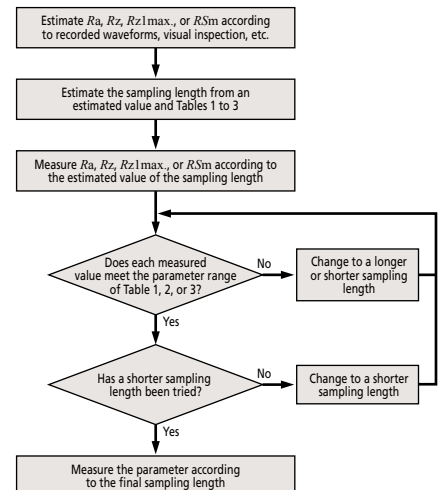 Estimate Ra, Rz, Rz1max., or RSm according
to recorded waveforms, visual inspection, etc.
Estimate the sampling length from an
estimated value and Tables 1 to 3
Measure Ra, Rz, Rz1max., or RSm according to
the estimated value of the sampling length
Does each measured
value meet the parameter range
of Table 1, 2, or 3?
No
Change to a longer
or shorter sampling
length
Yes
Has a shorter sampling
length been tried?
No
Change to a shorter
sampling length
Yes
Measure the parameter according
to the final sampling length